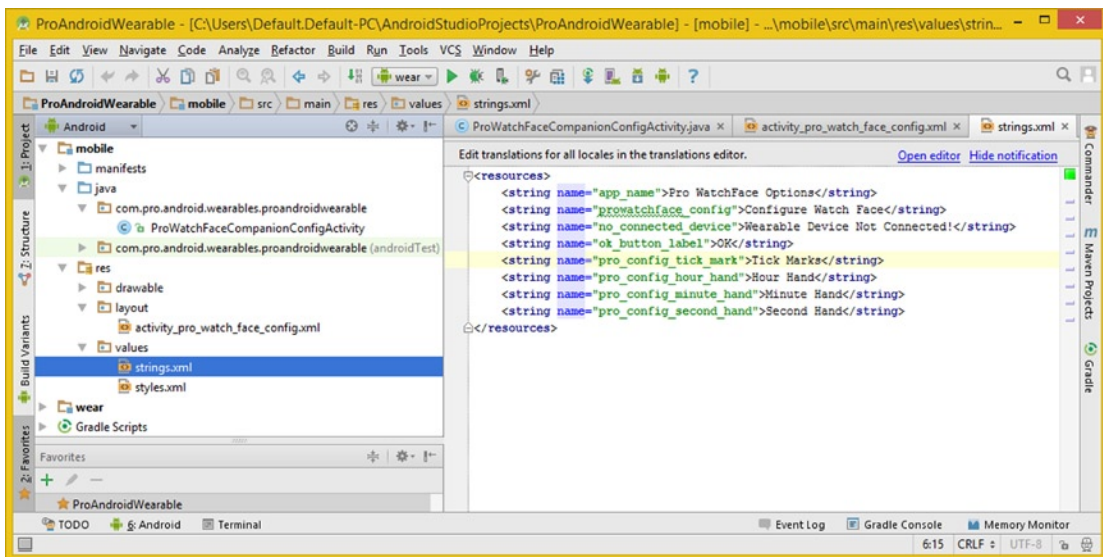 ProAndroidWearable - [C:\Users\Default.Default-PC\AndroidStudioProjects\ProAndroidWearable] - [mobile] - ...\mobile\src\main\res\values\strin...
File Edit View Navigate Code Analyze Refactor Build Run Tools VCS Window Help
wear
ProAndroidWearable mobile src main res values strings.xml
Android
ProWatchFaceCompanionConfigActivity.java × activity_pro_watch_face_config.xml × strings.xml ×
1: Project
Z: Structure
Build Variants
2: Favorites
mobile
manifests
java
com.pro.android.wearables.proandroidwearable
ProWatchFaceCompanionConfigActivity
com.pro.android.wearables.proandroidwearable (androidTest)
res
drawable
layout
activity_pro_watch_face_config.xml
values
strings.xml
styles.xml
wear
Gradle Scripts
Favorites
ProAndroidWearable
Edit translations for all locales in the translations editor. Open editor Hide notification
<resources>
<string name="app_name">Pro WatchFace Options</string>
<string name="prowatchface_config">Configure Watch Face</string>
<string name="no_connected_device">Wearable Device Not Connected!</string>
<string name="ok_button_label">OK</string>
<string name="pro_config_tick_mark">Tick Marks</string>
<string name="pro_config_hour_hand">Hour Hand</string>
<string name="pro_config_minute_hand">Minute Hand</string>
<string name="pro_config_second_hand">Second Hand</string>
</resources>
Commander
m Maven Projects
Gradle
TODO 6: Android Terminal Event Log Gradle Console Memory Monitor
6:15 CRLF UTF-8